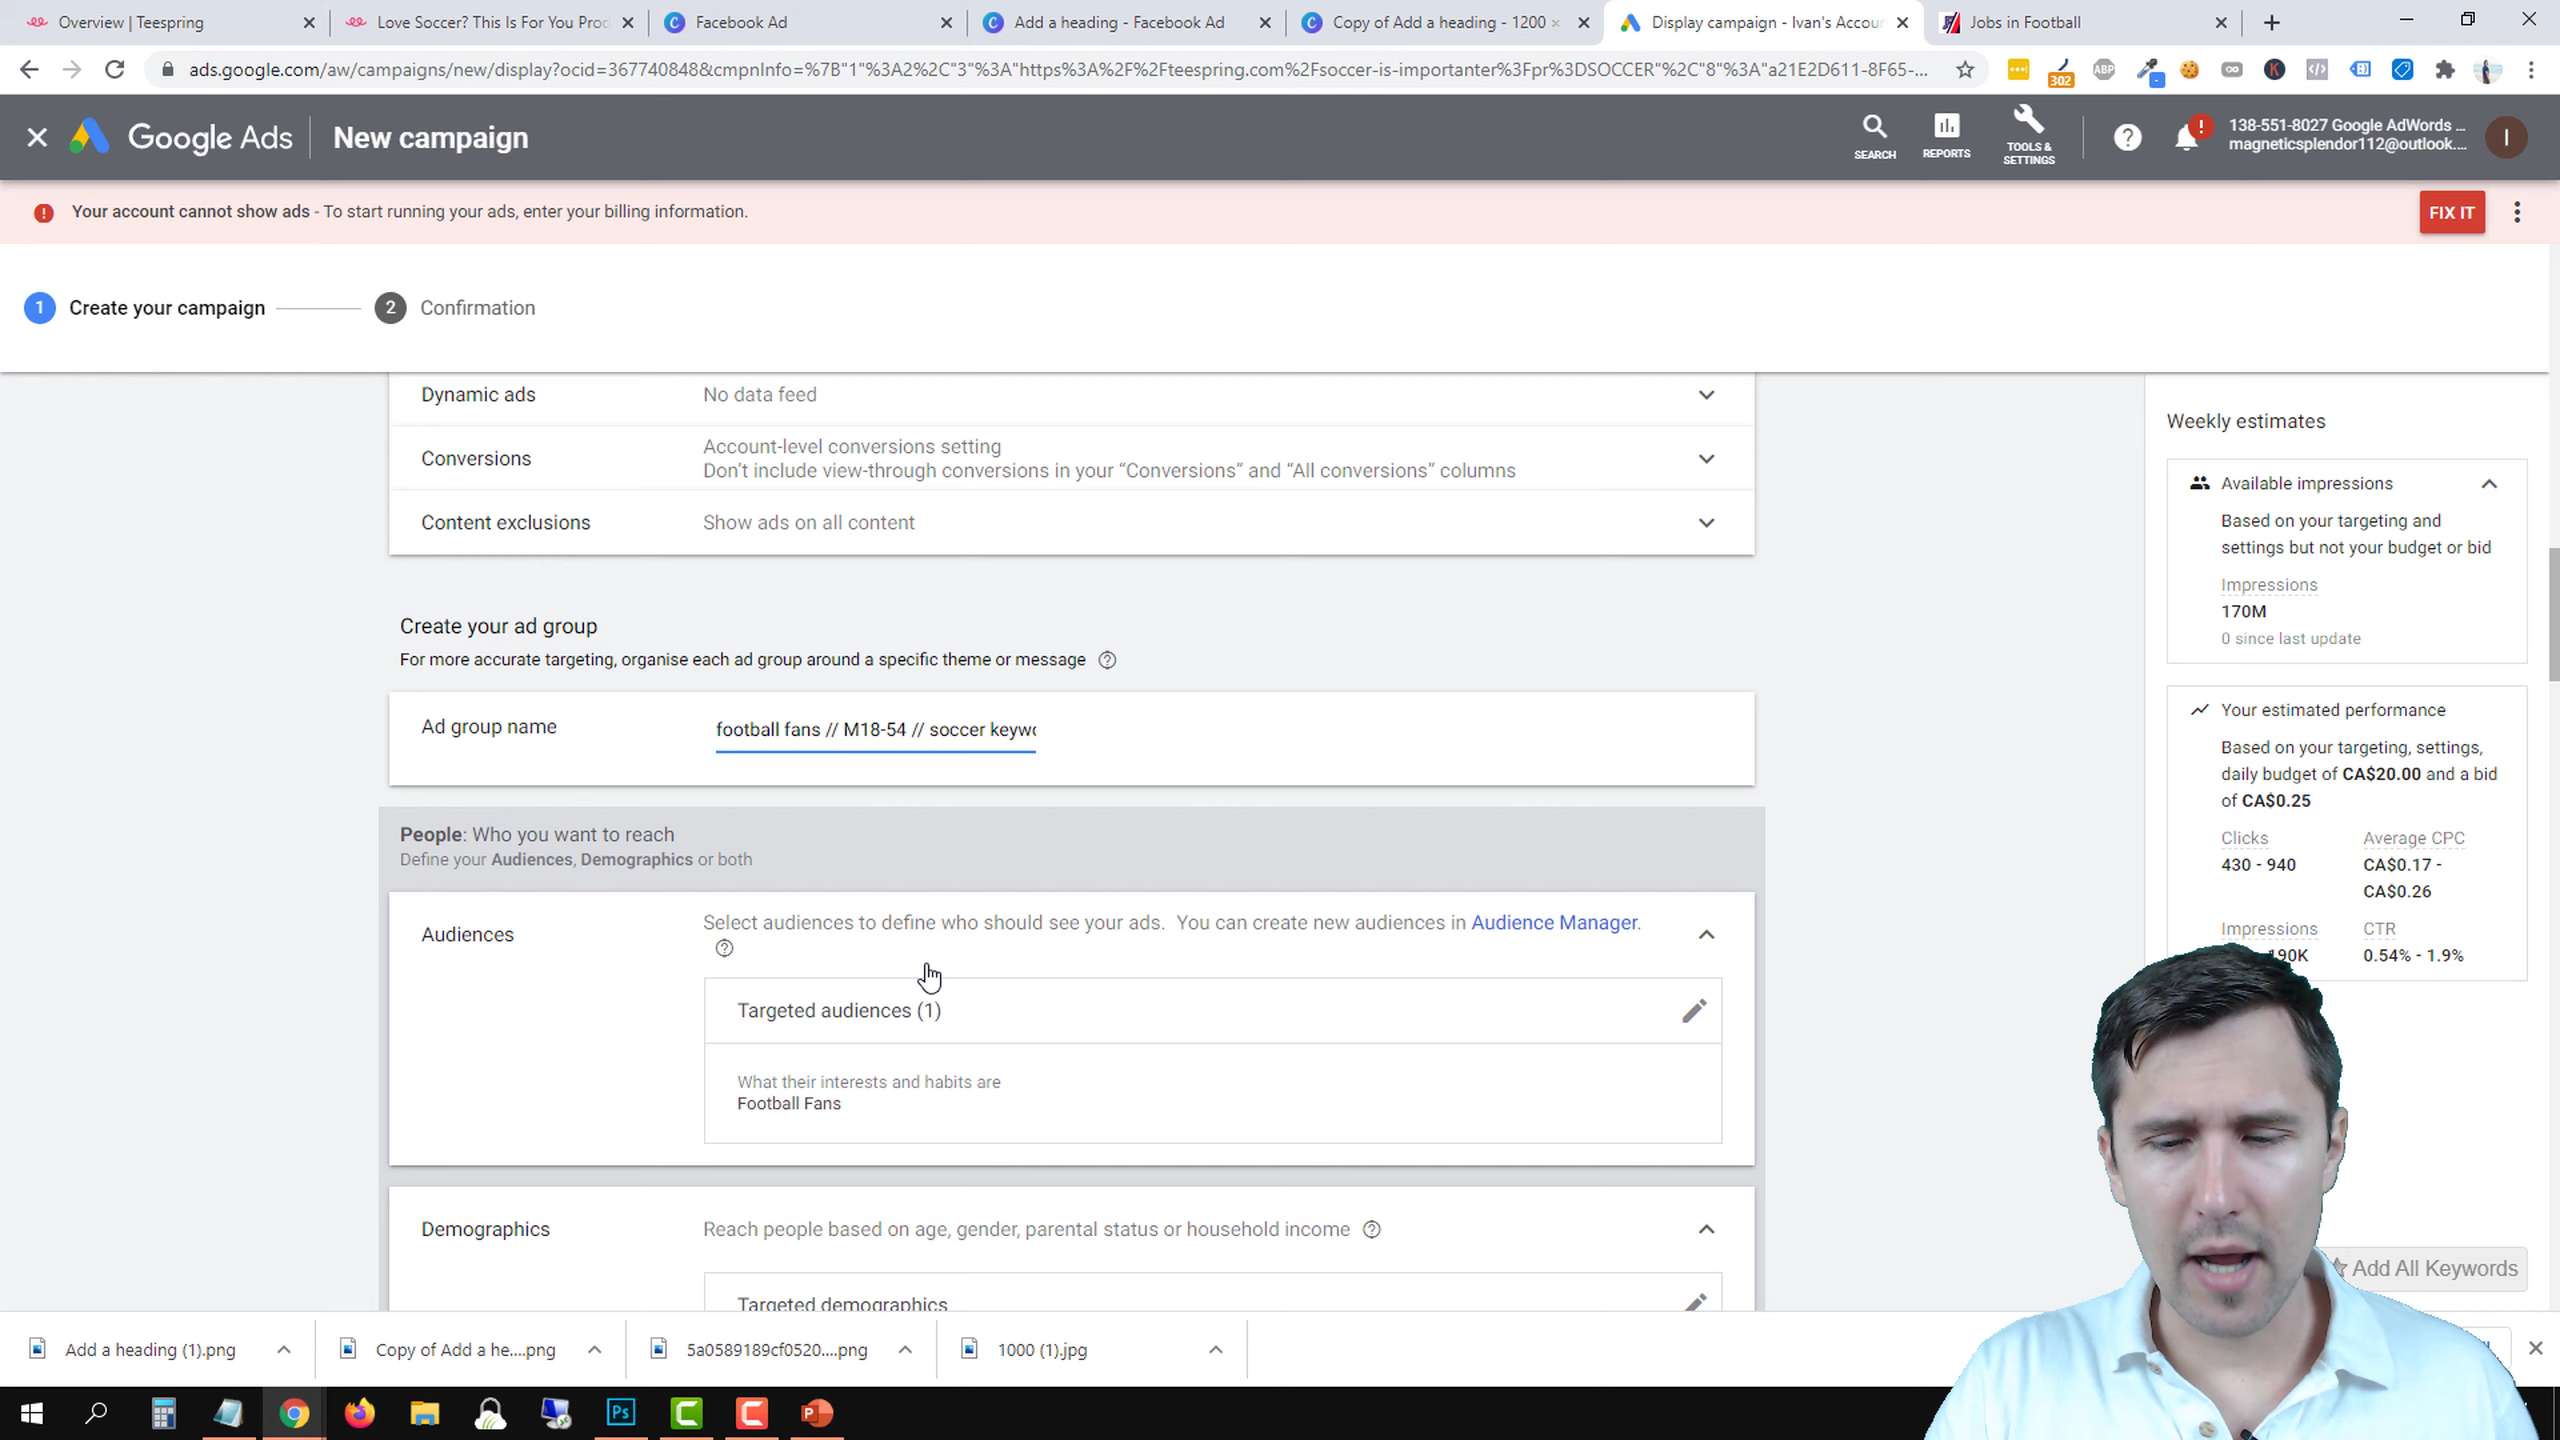 Overview | Teespring
Love Soccer? This Is For You Prod
Facebook Ad
Add a heading - Facebook Ad
Copy of Add a heading - 1200 ×
Display campaign - Ivan's Accoun
Jobs in Football
ads.google.com/aw/campaigns/new/display?ocid=367740848&cmpnInfo=%7B"1"%3A2%2C"3"%3A"https%3A%2F%2Fteespring.com%2Fsoccer-is-importanter%3Fpr%3DSOCCER"%2C"8"%3A"a21E2D611-8F65-...
302
ABP
Google Ads
New campaign
SEARCH
REPORTS
TOOLS &
SETTINGS
138-551-8027 Google AdWords ...
magneticsplendor112@outlook....
I
Your account cannot show ads - To start running your ads, enter your billing information.
FIX IT
1 Create your campaign
2 Confirmation
Dynamic ads
No data feed
Conversions
Account-level conversions setting
Don't include view-through conversions in your “Conversions” and “All conversions” columns
Content exclusions
Show ads on all content
Create your ad group
For more accurate targeting, organise each ad group around a specific theme or message
Ad group name
football fans // M18-54 // soccer keywo
People: Who you want to reach
Define your Audiences, Demographics or both
Audiences
Select audiences to define who should see your ads. You can create new audiences in Audience Manager.
Targeted audiences (1)
What their interests and habits are
Football Fans
Demographics
Reach people based on age, gender, parental status or household income
Targeted demographics
Weekly estimates
Available impressions
Based on your targeting and
settings but not your budget or bid
Impressions
170M
0 since last update
Your estimated performance
Based on your targeting, settings,
daily budget of CA$20.00 and a bid
of CA$0.25
Clicks
Average CPC
430 - 940
CA$0.17 -
CA$0.26
Impressions
CTR
190K
0.54% - 1.9%
Add All Keywords
Add a heading (1).png
Copy of Add a he....png
5a0589189cf0520....png
1000 (1).jpg
Ps